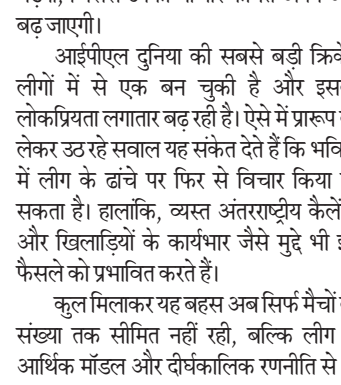 बढ़ जाएगी।
आईपीएल दुनिया की सबसे बड़ी
लीगों में से एक बन चुकी है और
लोकप्रियता लगातार बढ़ रही है। ऐसे में प्रारूप
लेकर उठ रहे सवाल यह संकेत देते हैं कि
में लीग के ढांचे पर फिर से विचार किया
सकता है। हालांकि, व्यस्त अंतरराष्ट्रीय
और खिलाड़ियों के कार्यभार जैसे मुद्दे भी
फैसले को प्रभावित करते हैं।
कुल मिलाकर यह बहस अब सिर्फ मैचों
संख्या तक सीमित नहीं रही, बल्कि लीग
आर्थिक मॉडल और दीर्घकालिक रणनीति से